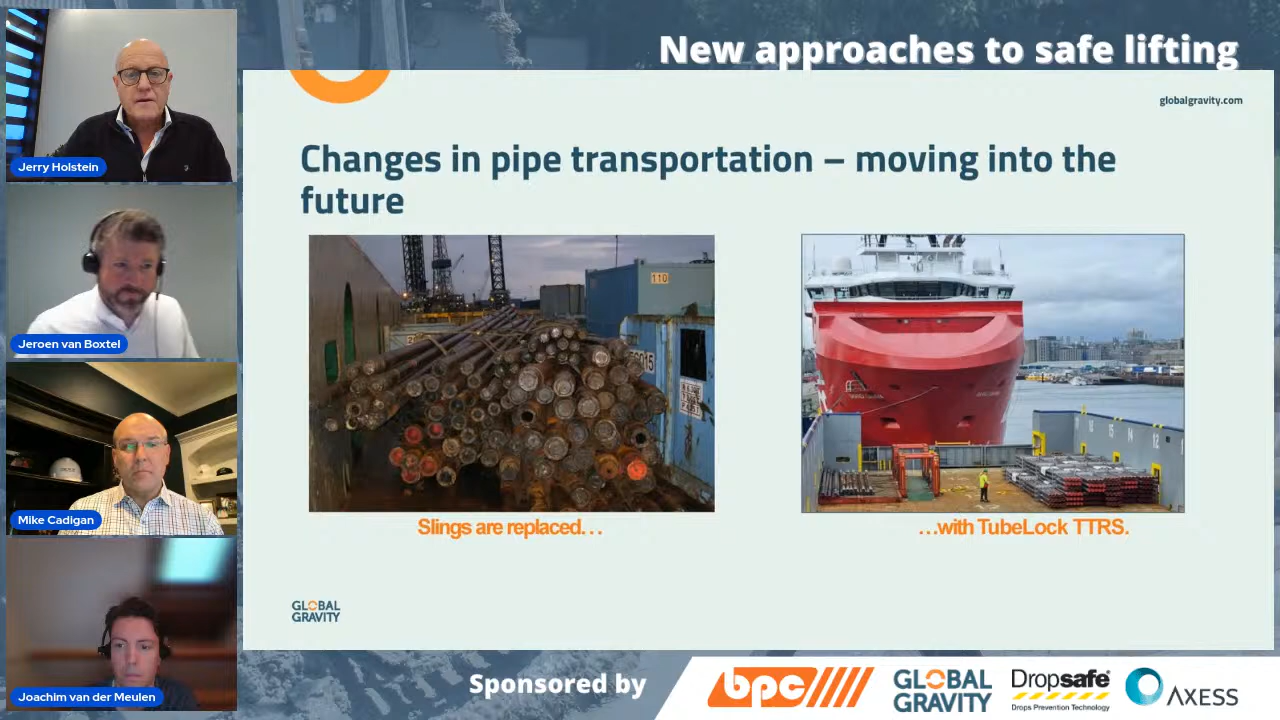 New approaches to safe lifting
globalgravity.com
Changes in pipe transportation – moving into the
future
110
Slings are replaced...
...with TubeLock TTRS.
GLOBAL
GRAVITY
Jerry Holstein
Jeroen van Boxtel
Mike Cadigan
Joachim van der Meulen
Sponsored by
bpc
GLOBAL
GRAVITY
Dropsafe®
Drops Prevention Technology
AXESS